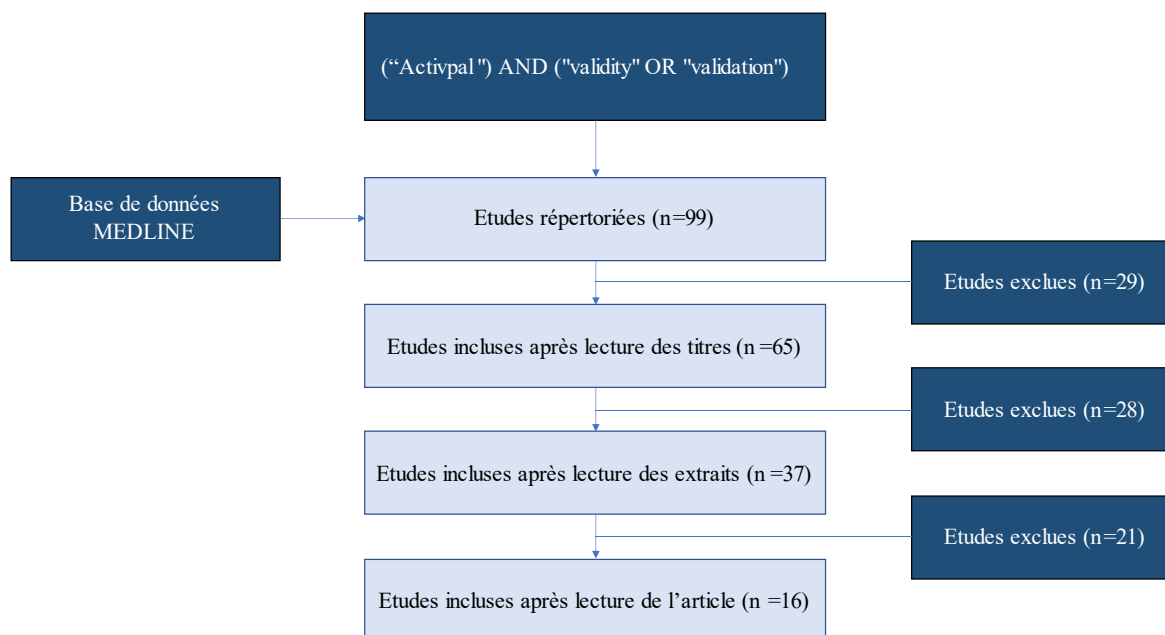 (“Activpal") AND ("validity" OR "validation")
Base de données
MEDLINE
Etudes répertoriées (n=99)
Etudes exclues (n=29)
Etudes incluses après lecture des titres (n =65)
Etudes exclues (n=28)
Etudes incluses après lecture des extraits (n =37)
Etudes exclues (n=21)
Etudes incluses après lecture de l’article (n =16)